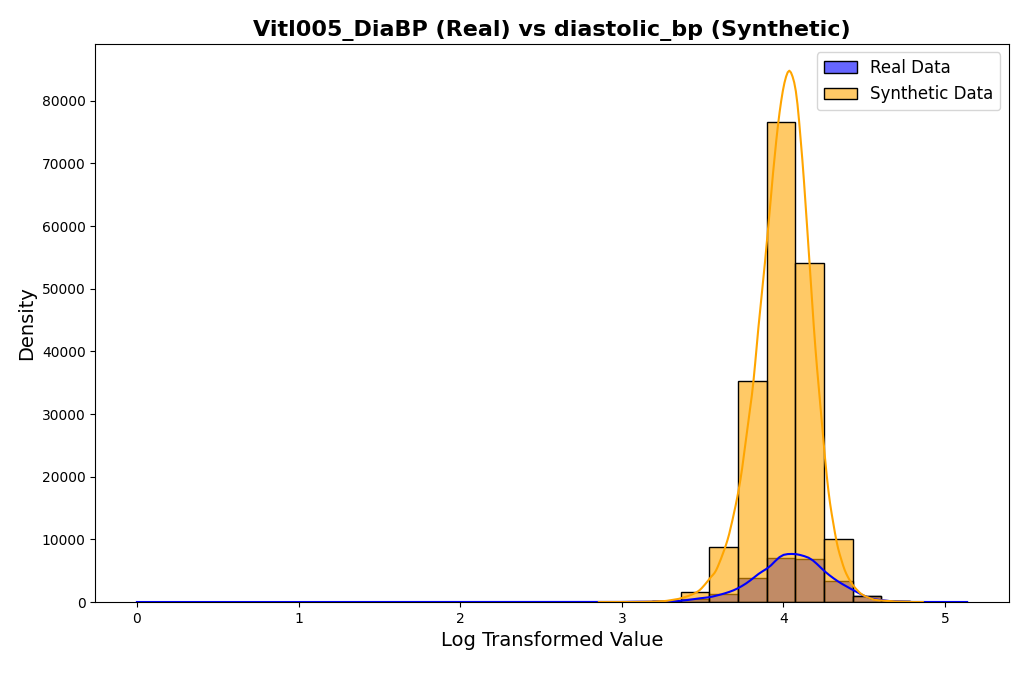 Vitl005_DiaBP (Real) vs diastolic_bp (Synthetic)
Real Data
Synthetic Data
Density
80000
70000
60000
50000
40000
30000
20000
10000
0
0 1 2 3 4 5
Log Transformed Value